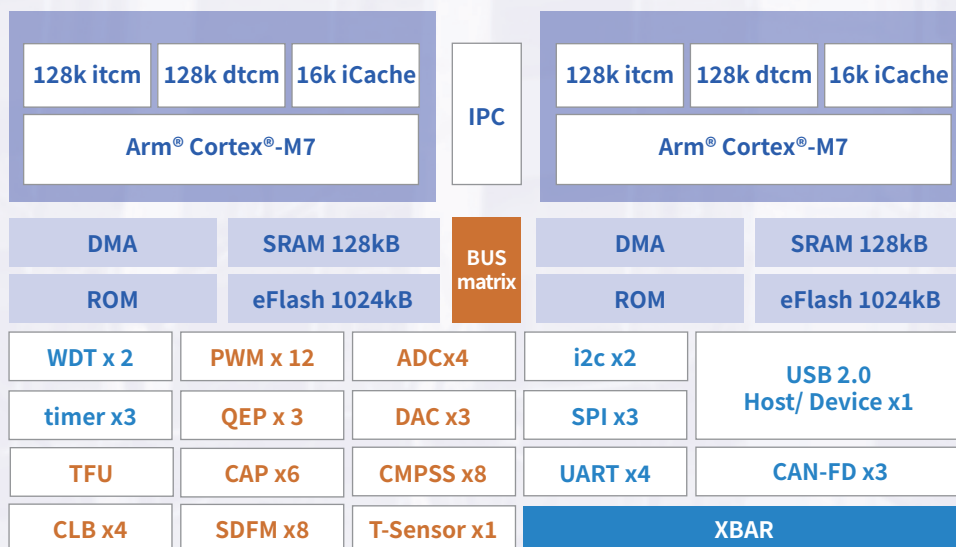 128k itcm
128k dtcm
16k iCache
Arm® Cortex®-M7
IPC
128k itcm
128k dtcm
16k iCache
Arm® Cortex®-M7
DMA
SRAM 128kB
BUS
matrix
DMA
SRAM 128kB
ROM
eFlash 1024kB
ROM
eFlash 1024kB
WDT x 2
PWM x 12
ADCx4
i2c x2
USB 2.0
Host/ Device x1
timer x3
QEP x 3
DAC x3
SPI x3
TFU
CAP x6
CMPSS x8
UART x4
CAN-FD x3
CLB x4
SDFM x8
T-Sensor x1
XBAR